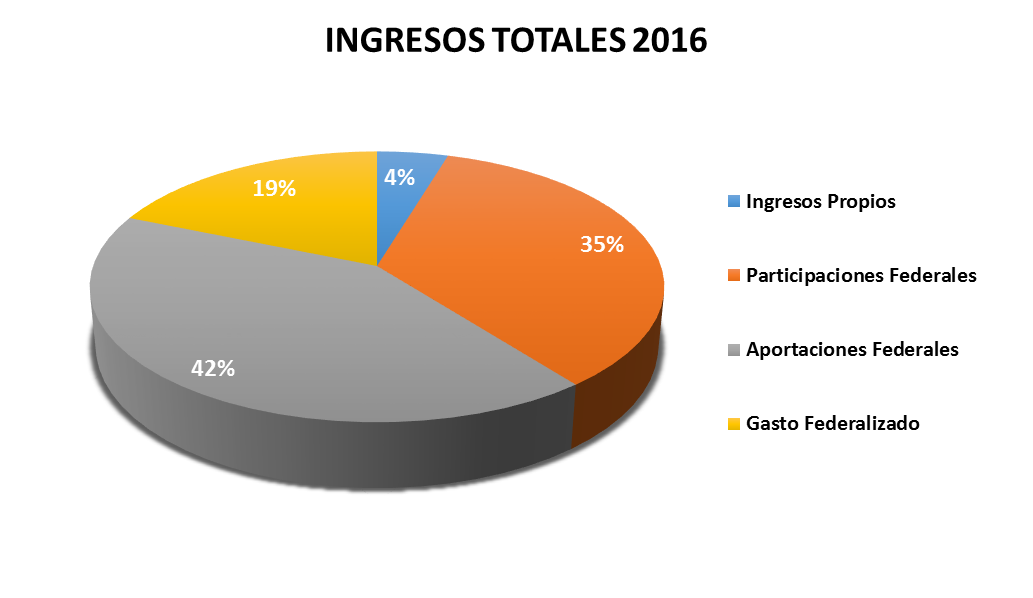 INGRESOS TOTALES 2016
4%
35%
42%
19%
Ingresos Propios
Participaciones Federales
Aportaciones Federales
Gasto Federalizado